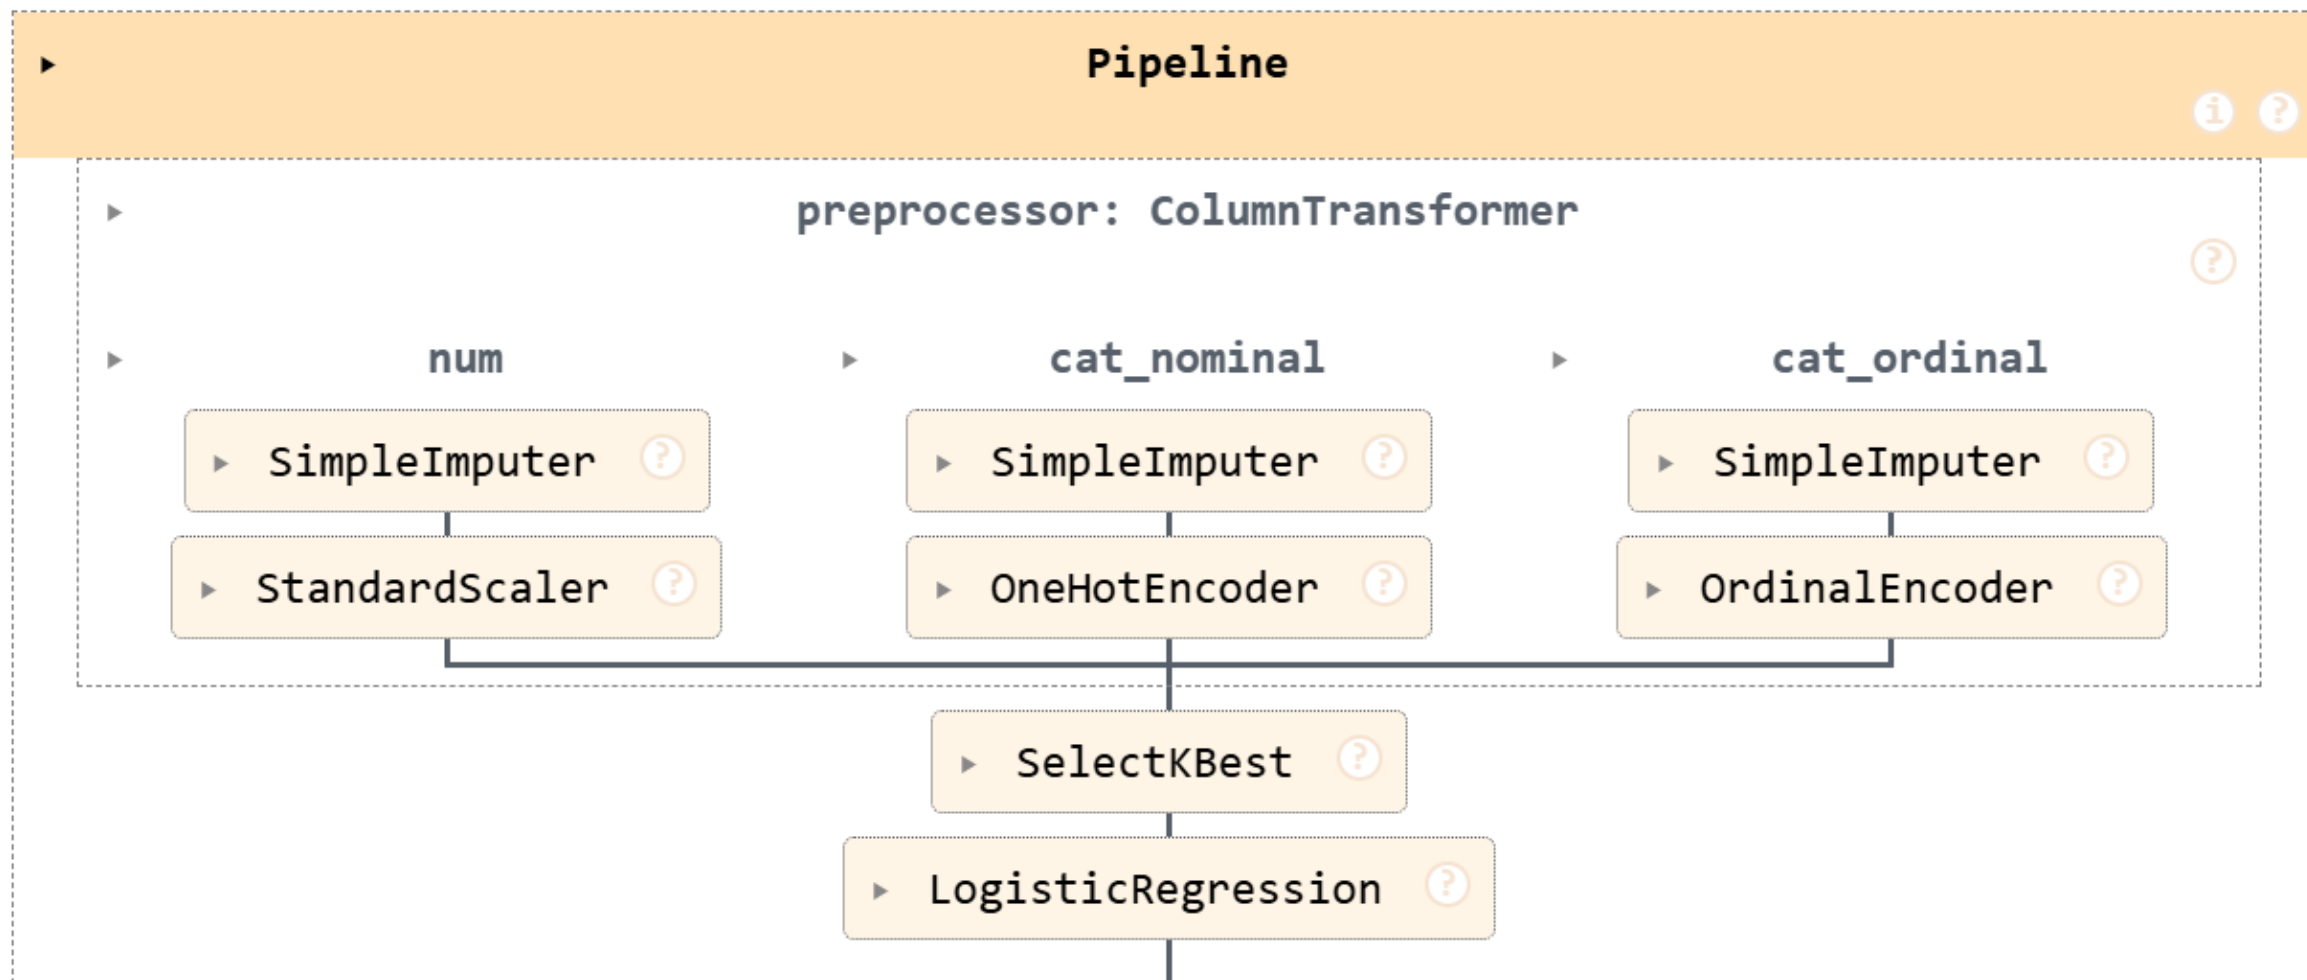 Pipeline
i ?
preprocessor: ColumnTransformer
?
num cat_nominal cat_ordinal
SimpleImputer ? SimpleImputer ? SimpleImputer ?
StandardScaler ? OneHotEncoder ? OrdinalEncoder ?
SelectKBest ?
LogisticRegression ?